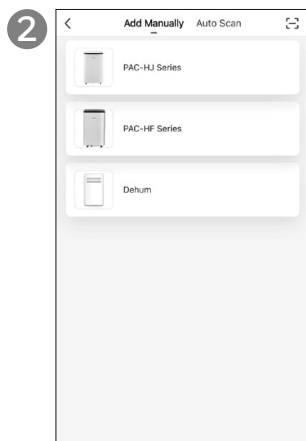 2
Add Manually Auto Scan
PAC-HJ Series
PAC-HF Series
Dehum